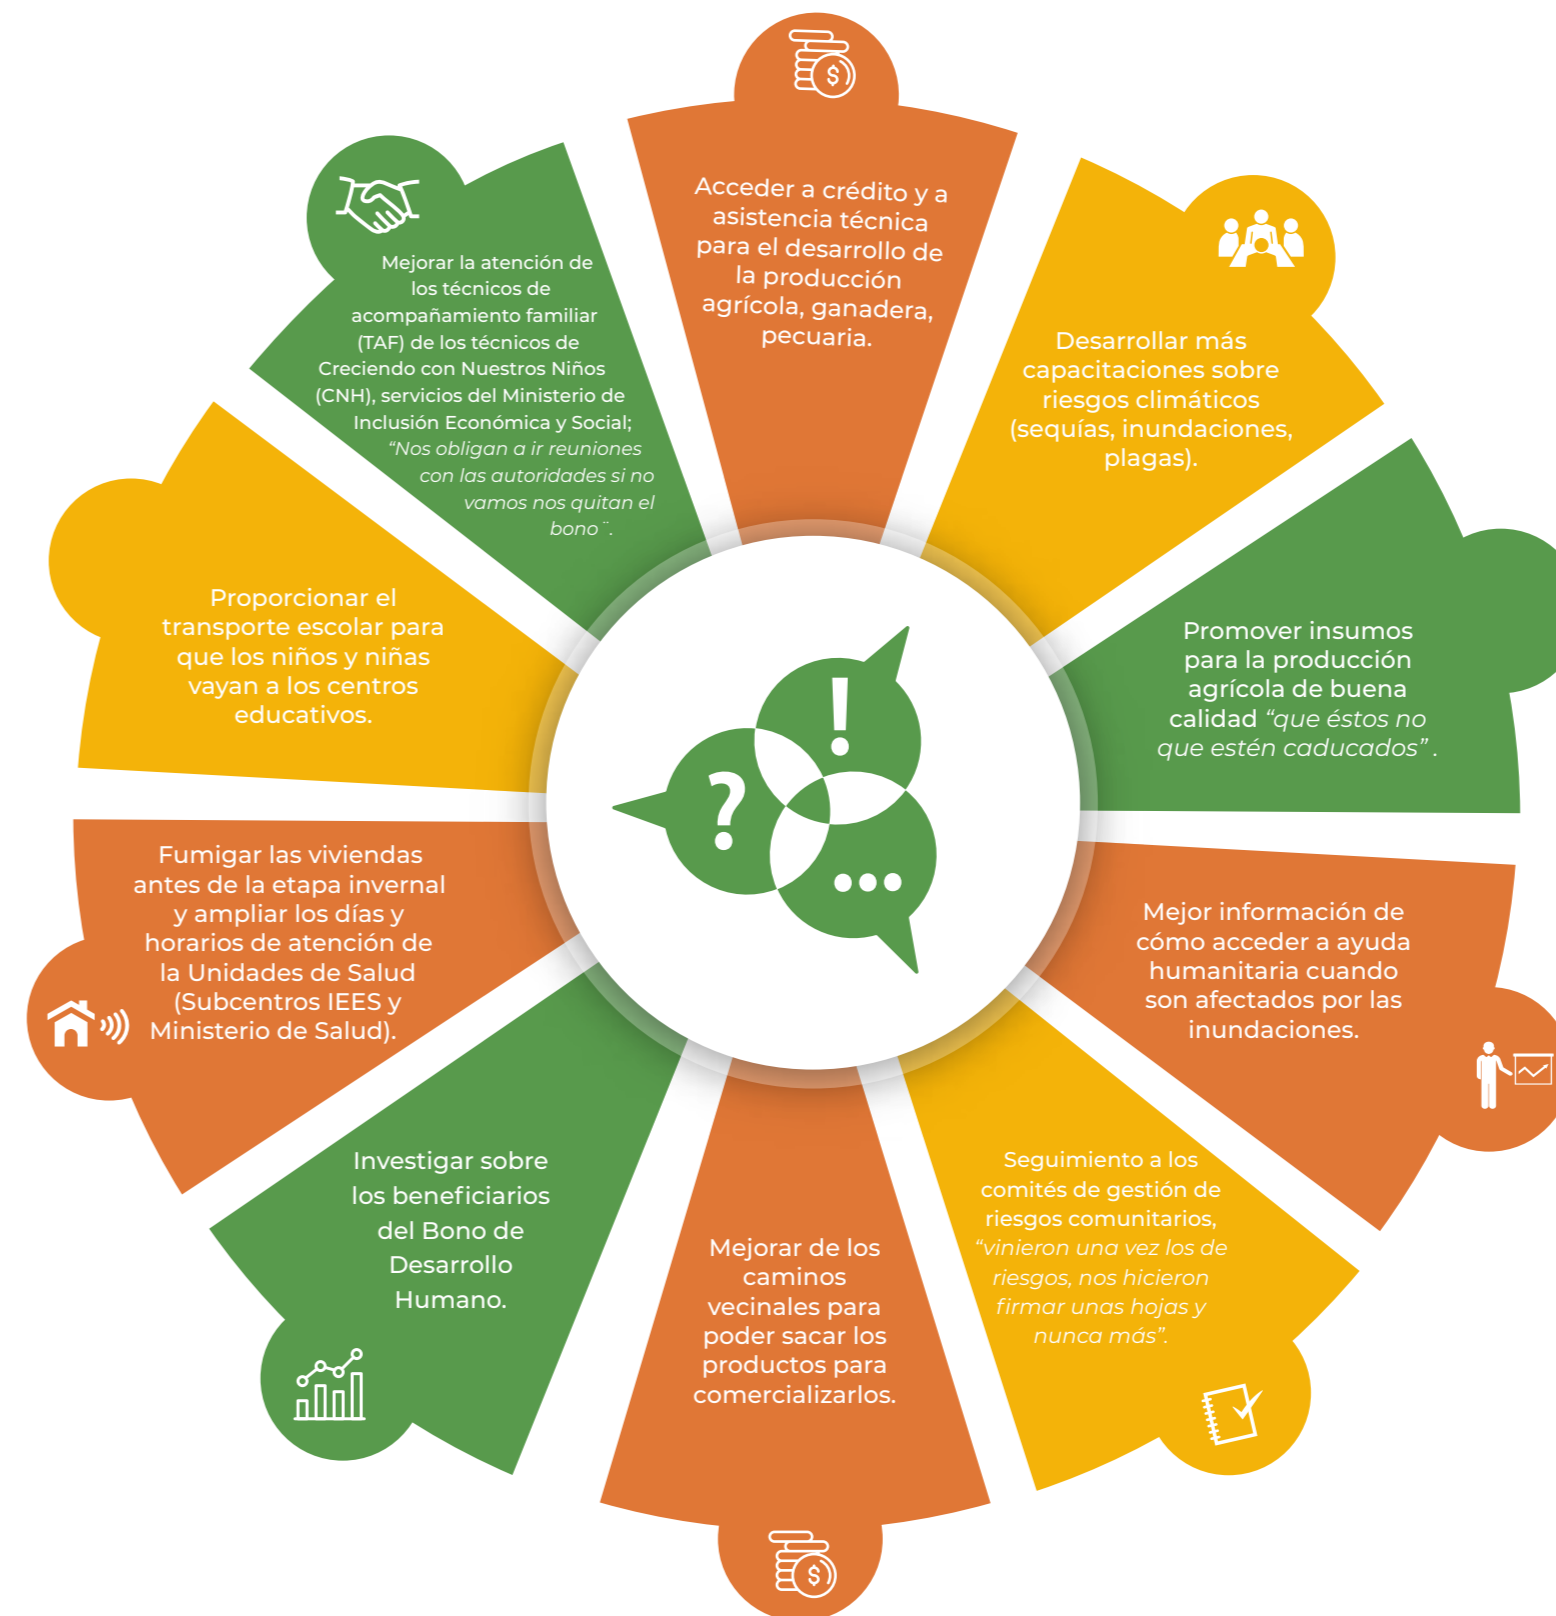 Acceder a crédito y a
asistencia técnica
para el desarrollo de
la producción
agrícola, ganadera,
pecuaria.
Desarrollar más
capacitaciones sobre
riesgos climáticos
(sequías, inundaciones,
plagas).
Promover insumos
para la producción
agrícola de buena
calidad “que éstos no
que estén caducados” .
Mejor información de
cómo acceder a ayuda
humanitaria cuando
son afectados por las
inundaciones.
Seguimiento a los
comités de gestión de
riesgos comunitarios,
“vinieron una vez los de
riesgos, nos hicieron
firmar unas hojas y
nunca más”.
Mejorar de los
caminos
vecinales para
poder sacar los
productos para
comercializarlos.
Investigar sobre
los beneficiarios
del Bono de
Desarrollo
Humano.
Fumigar las viviendas
antes de la etapa invernal
y ampliar los días y
horarios de atención de
la Unidades de Salud
(Subcentros IEES y
Ministerio de Salud).
Proporcionar el
transporte escolar para
que los niños y niñas
vayan a los centros
educativos.
Mejorar la atención de
los técnicos de
acompañamiento familiar
(TAF) de los técnicos de
Creciendo con Nuestros Niños
(CNH), servicios del Ministerio de
Inclusión Económica y Social;
“Nos obligan a ir reuniones
con las autoridades si no
vamos nos quitan el
bono¨.
!
?
...
$
$